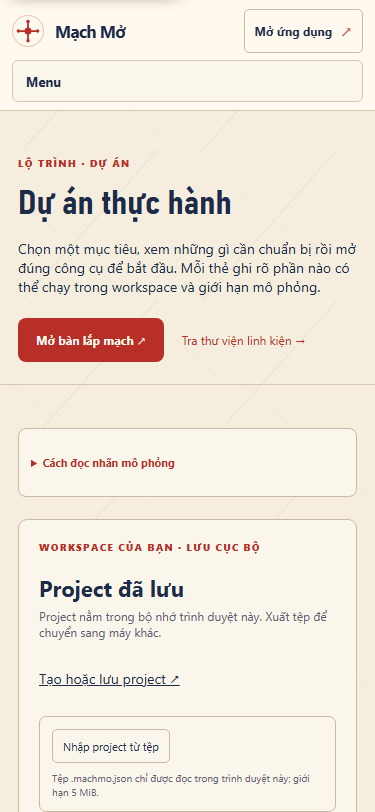 Mạch Mở
Mở ứng dụng ↗
Menu
LỘ TRÌNH · DỰ ÁN
Dự án thực hành
Chọn một mục tiêu, xem những gì cần chuẩn bị rồi mở
đúng công cụ để bắt đầu. Mỗi thẻ ghi rõ phần nào có
thể chạy trong workspace và giới hạn mô phỏng.
Mở bàn lắp mạch ↗
Tra thư viện linh kiện →
▶ Cách đọc nhãn mô phỏng
WORKSPACE CỦA BẠN · LƯU CỤC BỘ
Project đã lưu
Project nằm trong bộ nhớ trình duyệt này. Xuất tệp để
chuyển sang máy khác.
Tạo hoặc lưu project ↗
Nhập project từ tệp
Tệp .machmo.json chỉ được đọc trong trình duyệt này; giới
hạn 5 MiB.